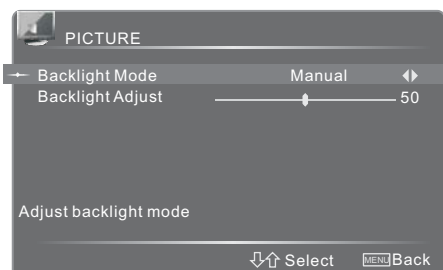 PICTURE
Backlight Mode Manual
Backlight Adjust 50
Adjust backlight mode
Select MENU Back